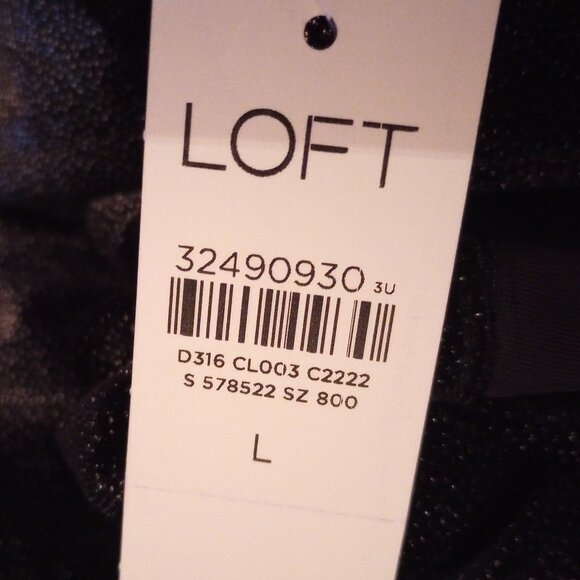 LOFT
32490930 3U
D316 CL003 C2222
S 578522 SZ 800
L